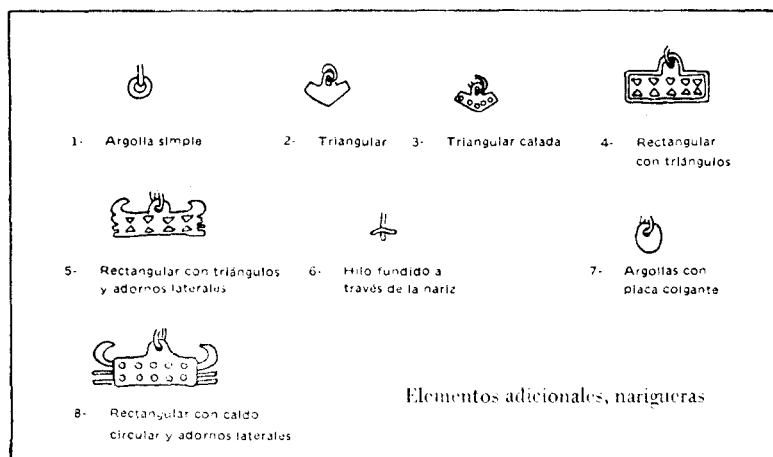 1- Argolla simple
2- Triangular
3- Triangular calada
4- Rectangular
con triángulos
5- Rectangular con triángulos
y adornos laterales
6- Hilo fundido a
través de la nariz
7- Argollas con
placa colgante
8- Rectangular con caldo
circular y adornos laterales
Elementos adicionales, narigueras